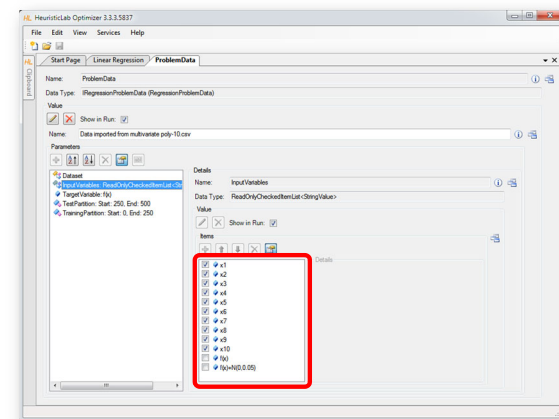 HL HeuristicLab Optimizer 3.3.3.5837
File Edit View Services Help
Start Page Linear Regression ProblemData
Clipboard
Name: ProblemData
Data Type: IRegressionProblemData (RegressionProblemData)
Value
Show in Run:
Name: Data imported from multivariate poly-10.csv
Parameters
Dataset
InputVariables: ReadOnlyCheckedItemList<Str
TargetVariable: f(x)
TestPartition: Start: 250, End: 500
TrainingPartition: Start: 0, End: 250
Details
Name: InputVariables
Data Type: ReadOnlyCheckedItemList<StringValue>
Value
Show in Run:
Items
Details
x1
x2
x3
x4
x5
x6
x7
x8
x9
x10
f(x)
f(x)+N(0,0.05)